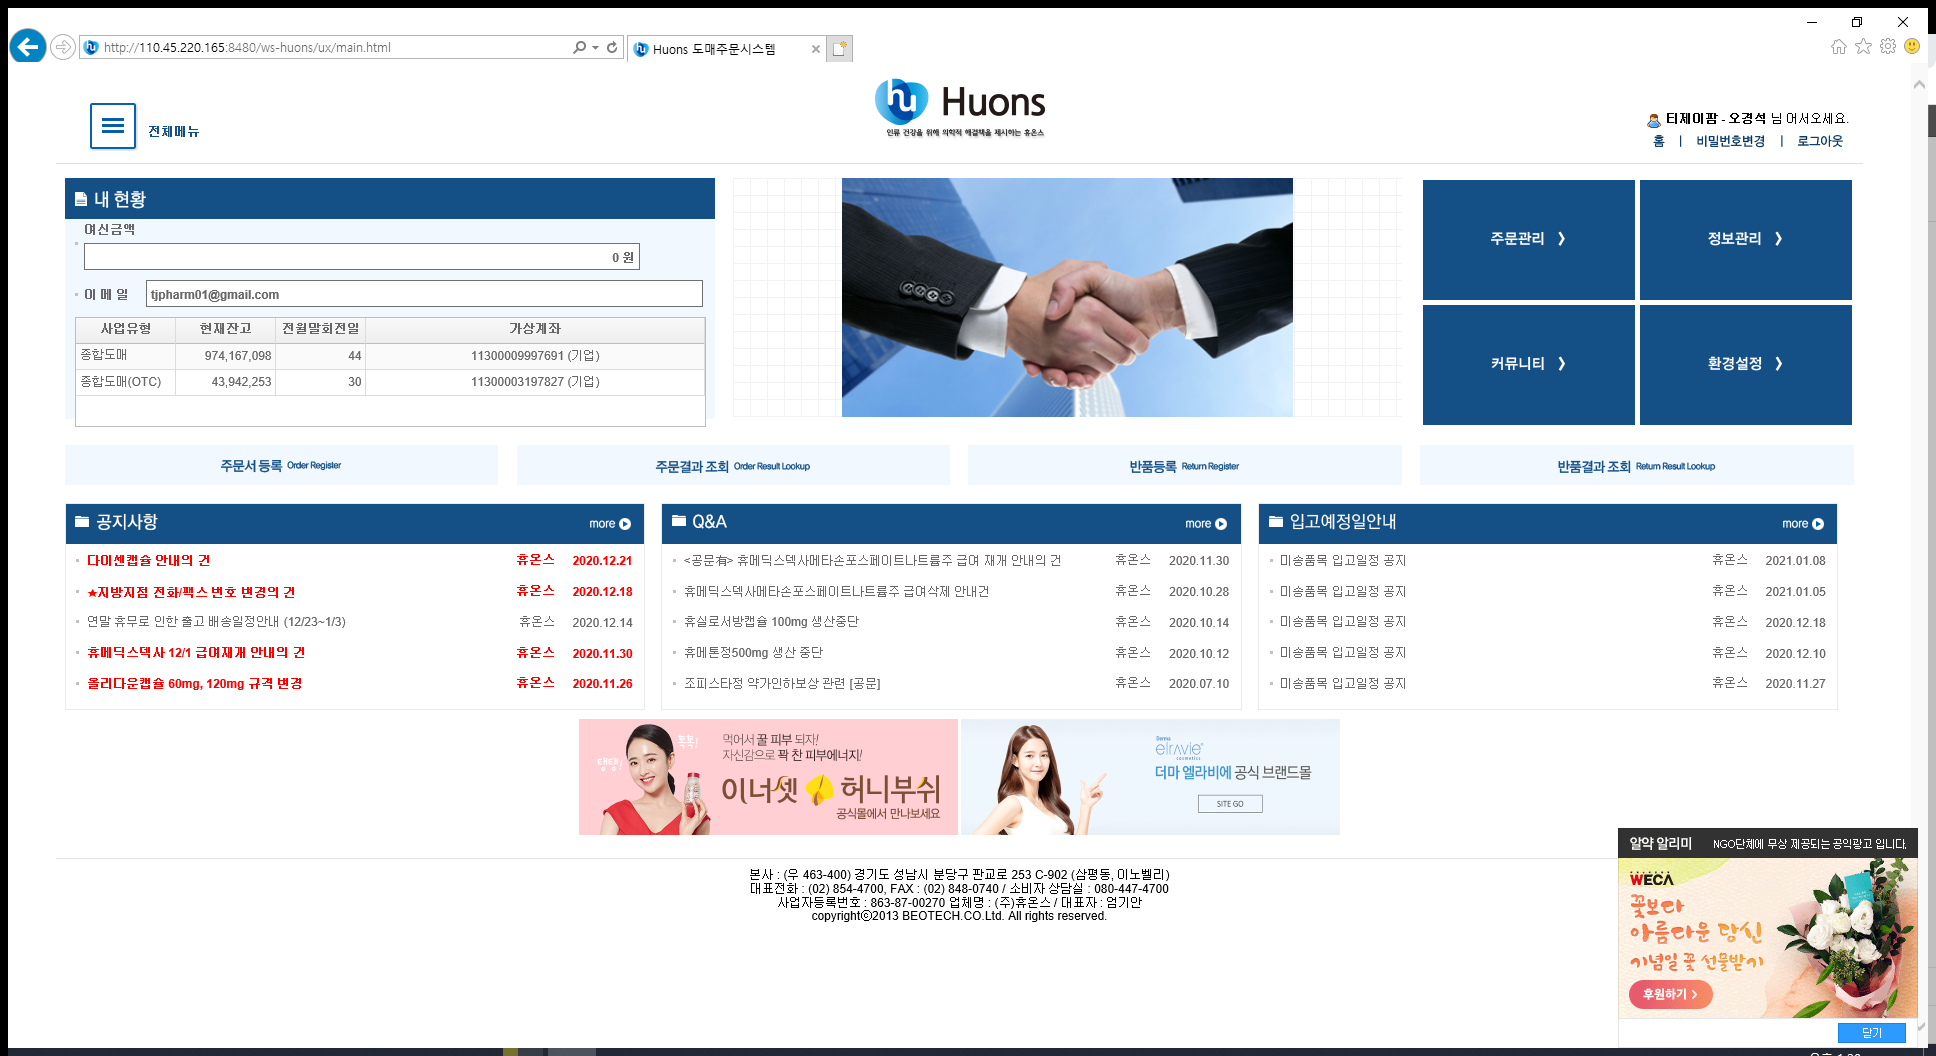 http://110.45.220.165:8480/ws-huons/ux/main.html
Huons 도매주문시스템
전체메뉴
hu Huons
인류 건강을 위해 의학적 해결책을 제시하는 휴온스
티제이팜 - 오경석 님 어서오세요.
홈 | 비밀번호변경 | 로그아웃
내 현황
여신금액
0 원
이 메 일 tjpharm01@gmail.com
사업유형 현재잔고 전월말회전일 가상계좌
종합도매 974,167,098 44 11300009997691 (기업)
종합도매(OTC) 43,942,253 30 11300003197827 (기업)
주문관리 》
정보관리 》
커뮤니티 》
환경설정 》
주문서 등록 Order Register
주문결과 조회 Order Result Lookup
반품등록 Return Register
반품결과 조회 Return Result Lookup
공지사항 more
다이센캡슐 안내의 건 휴온스 2020.12.21
★지방지점 전화/팩스 번호 변경의 건 휴온스 2020.12.18
연말 휴무로 인한 출고 배송일정안내 (12/23~1/3) 휴온스 2020.12.14
휴메딕스덱사 12/1 급여재개 안내의 건 휴온스 2020.11.30
올리다운캡슐 60mg, 120mg 규격 변경 휴온스 2020.11.26
Q&A more
<공문有> 휴메딕스덱사메타손포스페이트나트륨주 급여 재개 안내의 건 휴온스 2020.11.30
휴메딕스덱사메타손포스페이트나트륨주 급여삭제 안내건 휴온스 2020.10.28
휴실로서방캡슐 100mg 생산중단 휴온스 2020.10.14
휴메톤정500mg 생산 중단 휴온스 2020.10.12
조피스타정 약가인하보상 관련 [공문] 휴온스 2020.07.10
입고예정일안내 more
미송품목 입고일정 공지 휴온스 2021.01.08
미송품목 입고일정 공지 휴온스 2021.01.05
미송품목 입고일정 공지 휴온스 2020.12.18
미송품목 입고일정 공지 휴온스 2020.12.10
미송품목 입고일정 공지 휴온스 2020.11.27
톡톡!
탱탱!
먹어서 꿀 피부 되자!
자신감으로 꽉 찬 피부에너지!
이너셋 허니부쉬
공식몰에서 만나보세요
Derma
elravie
cosmetics
더마 엘라비에 공식 브랜드몰
SITE GO
본사 : (우 463-400) 경기도 성남시 분당구 판교로 253 C-902 (삼평동, 이노벨리)
대표전화 : (02) 854-4700, FAX : (02) 848-0740 / 소비자 상담실 : 080-447-4700
사업자등록번호 : 863-87-00270 업체명 : (주)휴온스 / 대표자 : 엄기안
copyrightⓒ2013 BEOTECH.CO.Ltd. All rights reserved.
알약 알리미 NGO단체에 무상 제공되는 공익광고 입니다.
WECA
꽃보다
아름다운 당신
기념일 꽃 선물받기
후원하기 >
닫기